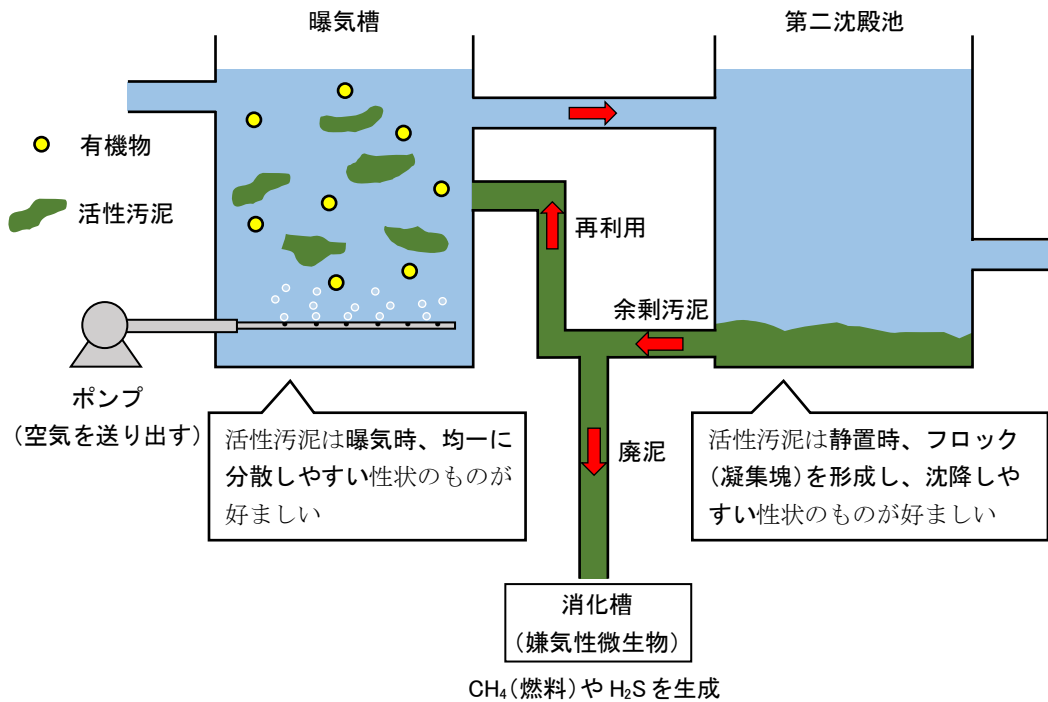 曝気槽
第二沈殿池
有機物
活性汚泥
再利用
余剰汚泥
ポンプ
(空気を送り出す)
活性汚泥は曝気時、均一に
分散しやすい性状のものが
好ましい
廃泥
活性汚泥は静置時、フロック
(凝集塊)を形成し、沈降しや
すい性状のものが好ましい
消化槽
(嫌気性微生物)
CH₄(燃料)や H₂S を生成